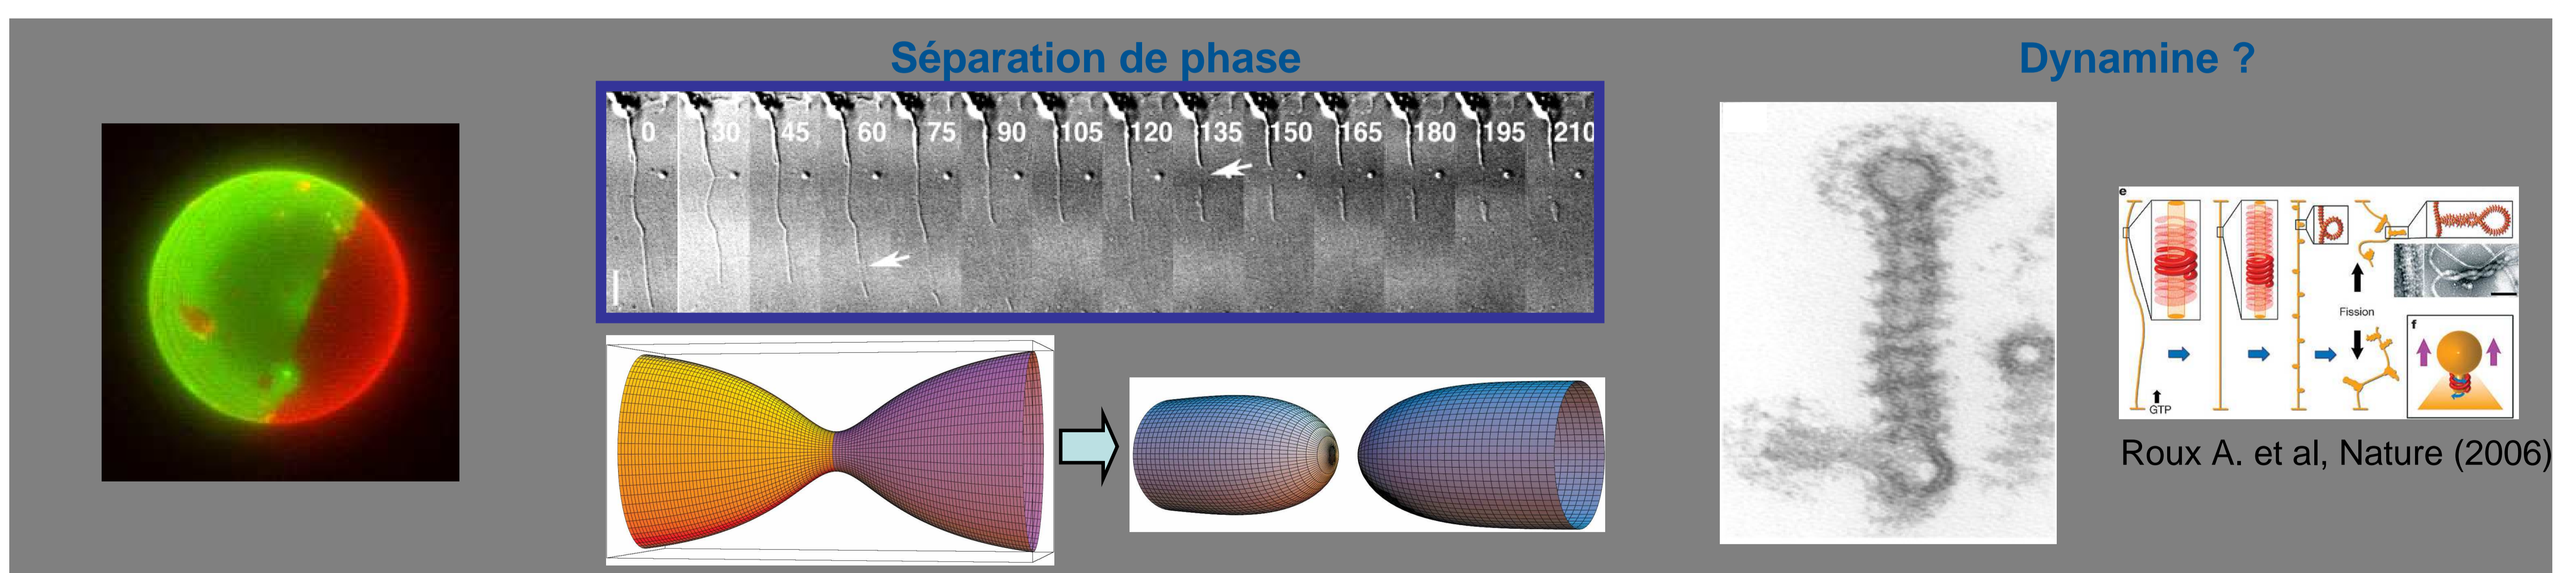 Séparation de phase
Dynamine ?
0 30 45 60 75 90 105 120 135 150 165 180 195 210
e
Fission
f
GTP
Roux A. et al, Nature (2006)